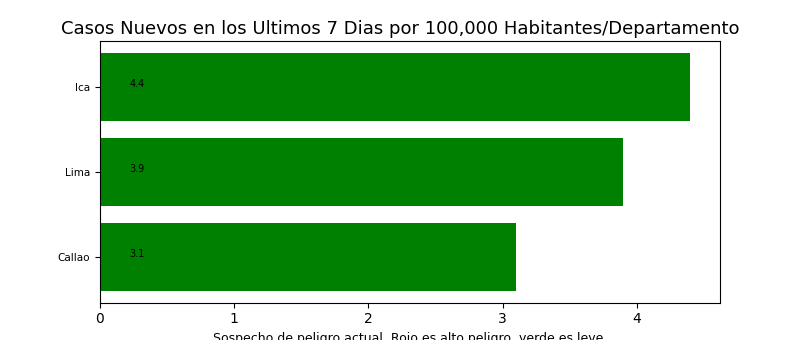 Casos Nuevos en los Ultimos 7 Dias por 100,000 Habitantes/Departamento
Ica
4.4
Lima
3.9
Callao
3.1
0 1 2 3 4
Sospecho de peligro actual. Rojo es alto peligro, verde es leve